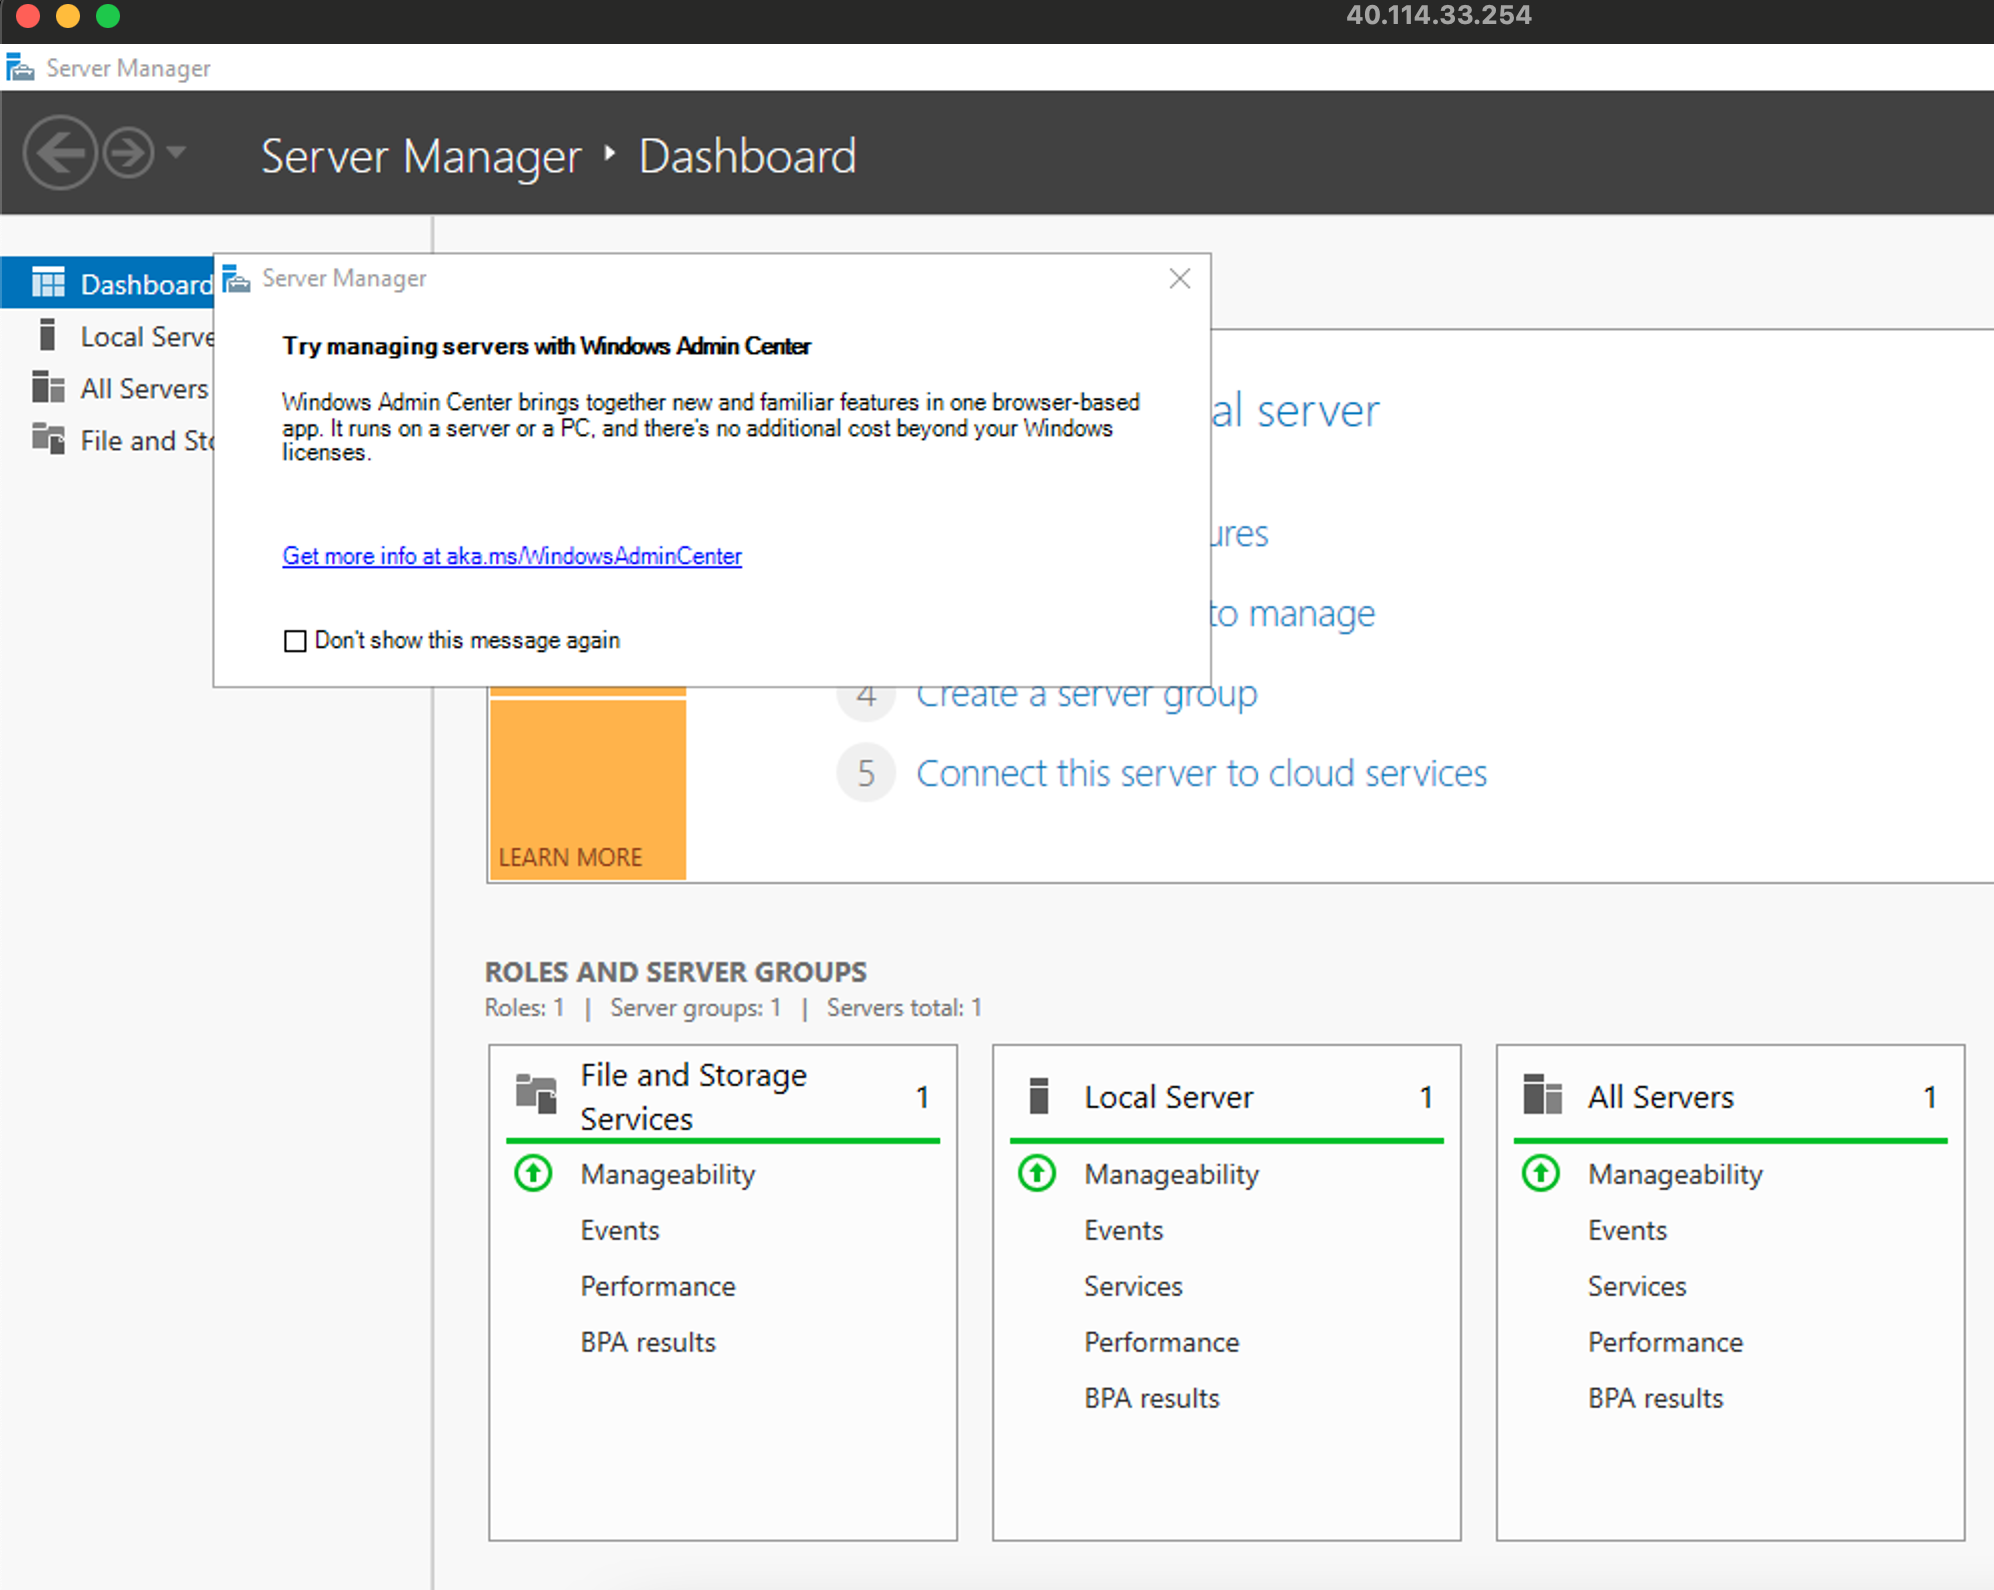 40.114.33.254
Server Manager
Server Manager Dashboard
Dashboard
Local Serve
All Servers
File and Sto
Server Manager
Try managing servers with Windows Admin Center
Windows Admin Center brings together new and familiar features in one browser-based
app. It runs on a server or a PC, and there's no additional cost beyond your Windows
licenses.
Get more info at aka.ms/WindowsAdminCenter
Don't show this message again
al server
ures
to manage
4 Create a server group
5 Connect this server to cloud services
LEARN MORE
ROLES AND SERVER GROUPS
Roles: 1 | Server groups: 1 | Servers total: 1
File and Storage
Services
1
Manageability
Events
Performance
BPA results
Local Server 1
Manageability
Events
Services
Performance
BPA results
All Servers 1
Manageability
Events
Services
Performance
BPA results